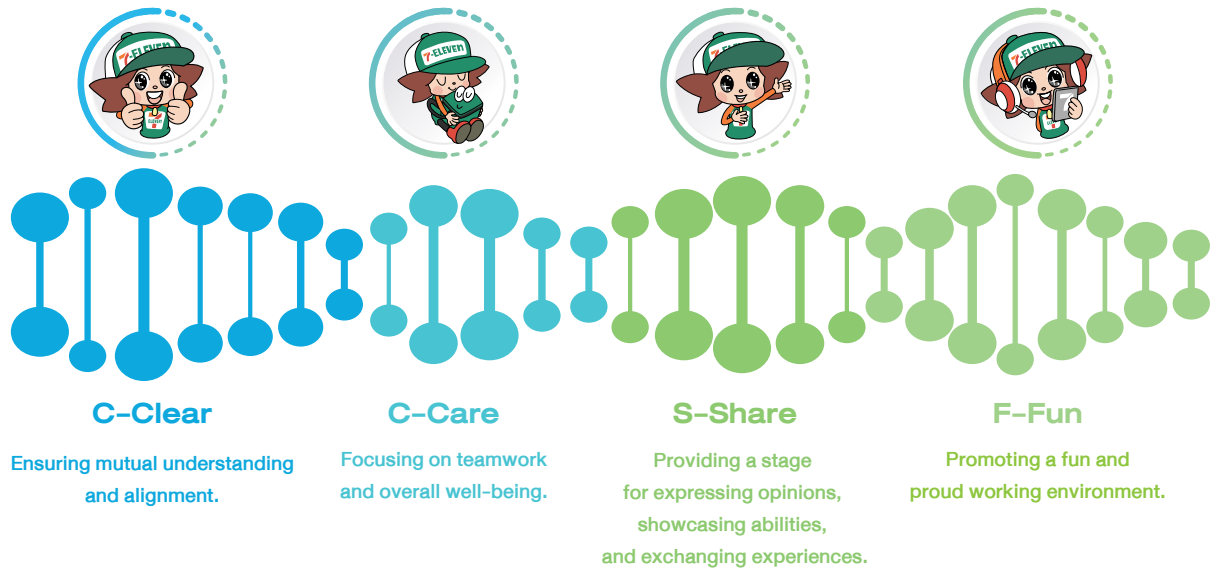 7-ELEVEN
7-ELEVEN
7-ELEVEN
7-ELEVEN
C-Clear
Ensuring mutual understanding
and alignment.
C-Care
Focusing on teamwork
and overall well-being.
S-Share
Providing a stage
for expressing opinions,
showcasing abilities,
and exchanging experiences.
F-Fun
Promoting a fun and
proud working environment.